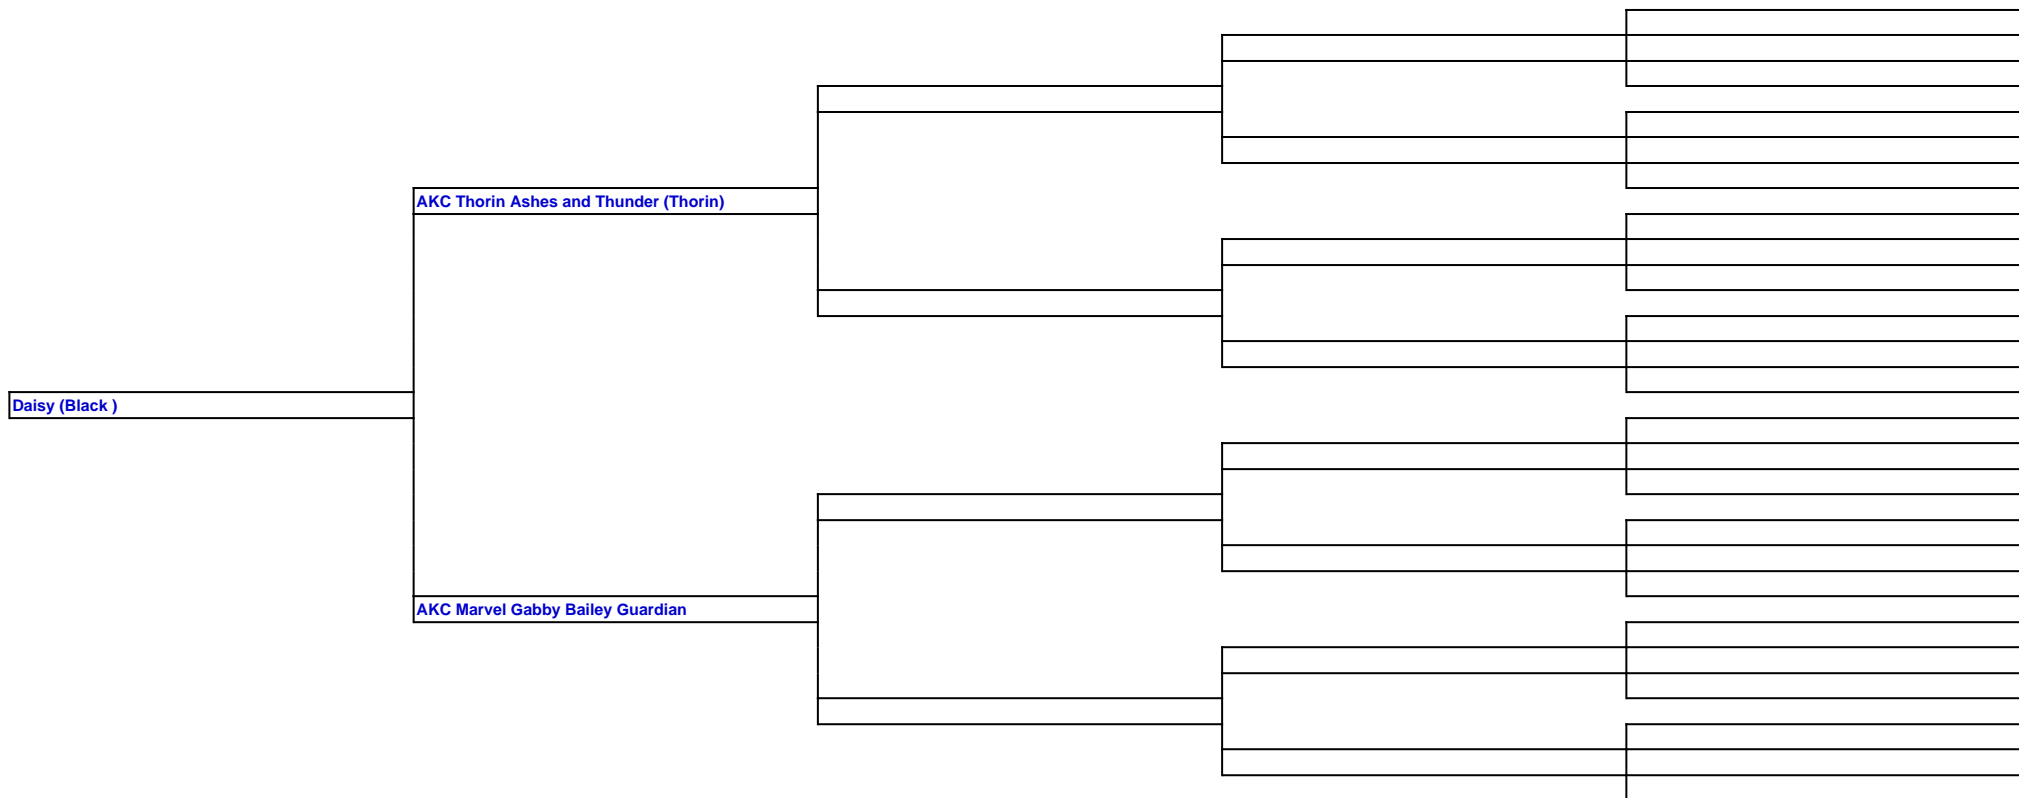 AKC Thorin Ashes and Thunder (Thorin)
Daisy (Black )
AKC Marvel Gabby Bailey Guardian